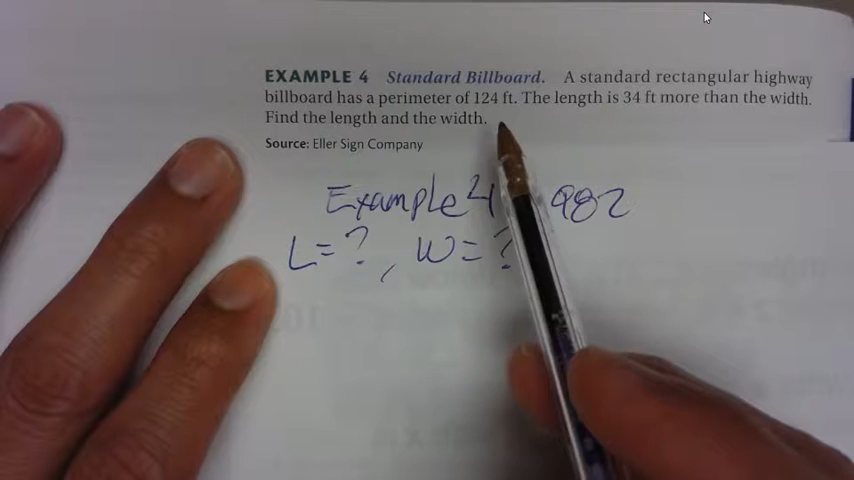 EXAMPLE 4 Standard Billboard. A standard rectangular highway
billboard has a perimeter of 124 ft. The length is 34 ft more than the width.
Find the length and the width.
Source: Eller Sign Company
Example 4 982
L = ? , W = ?